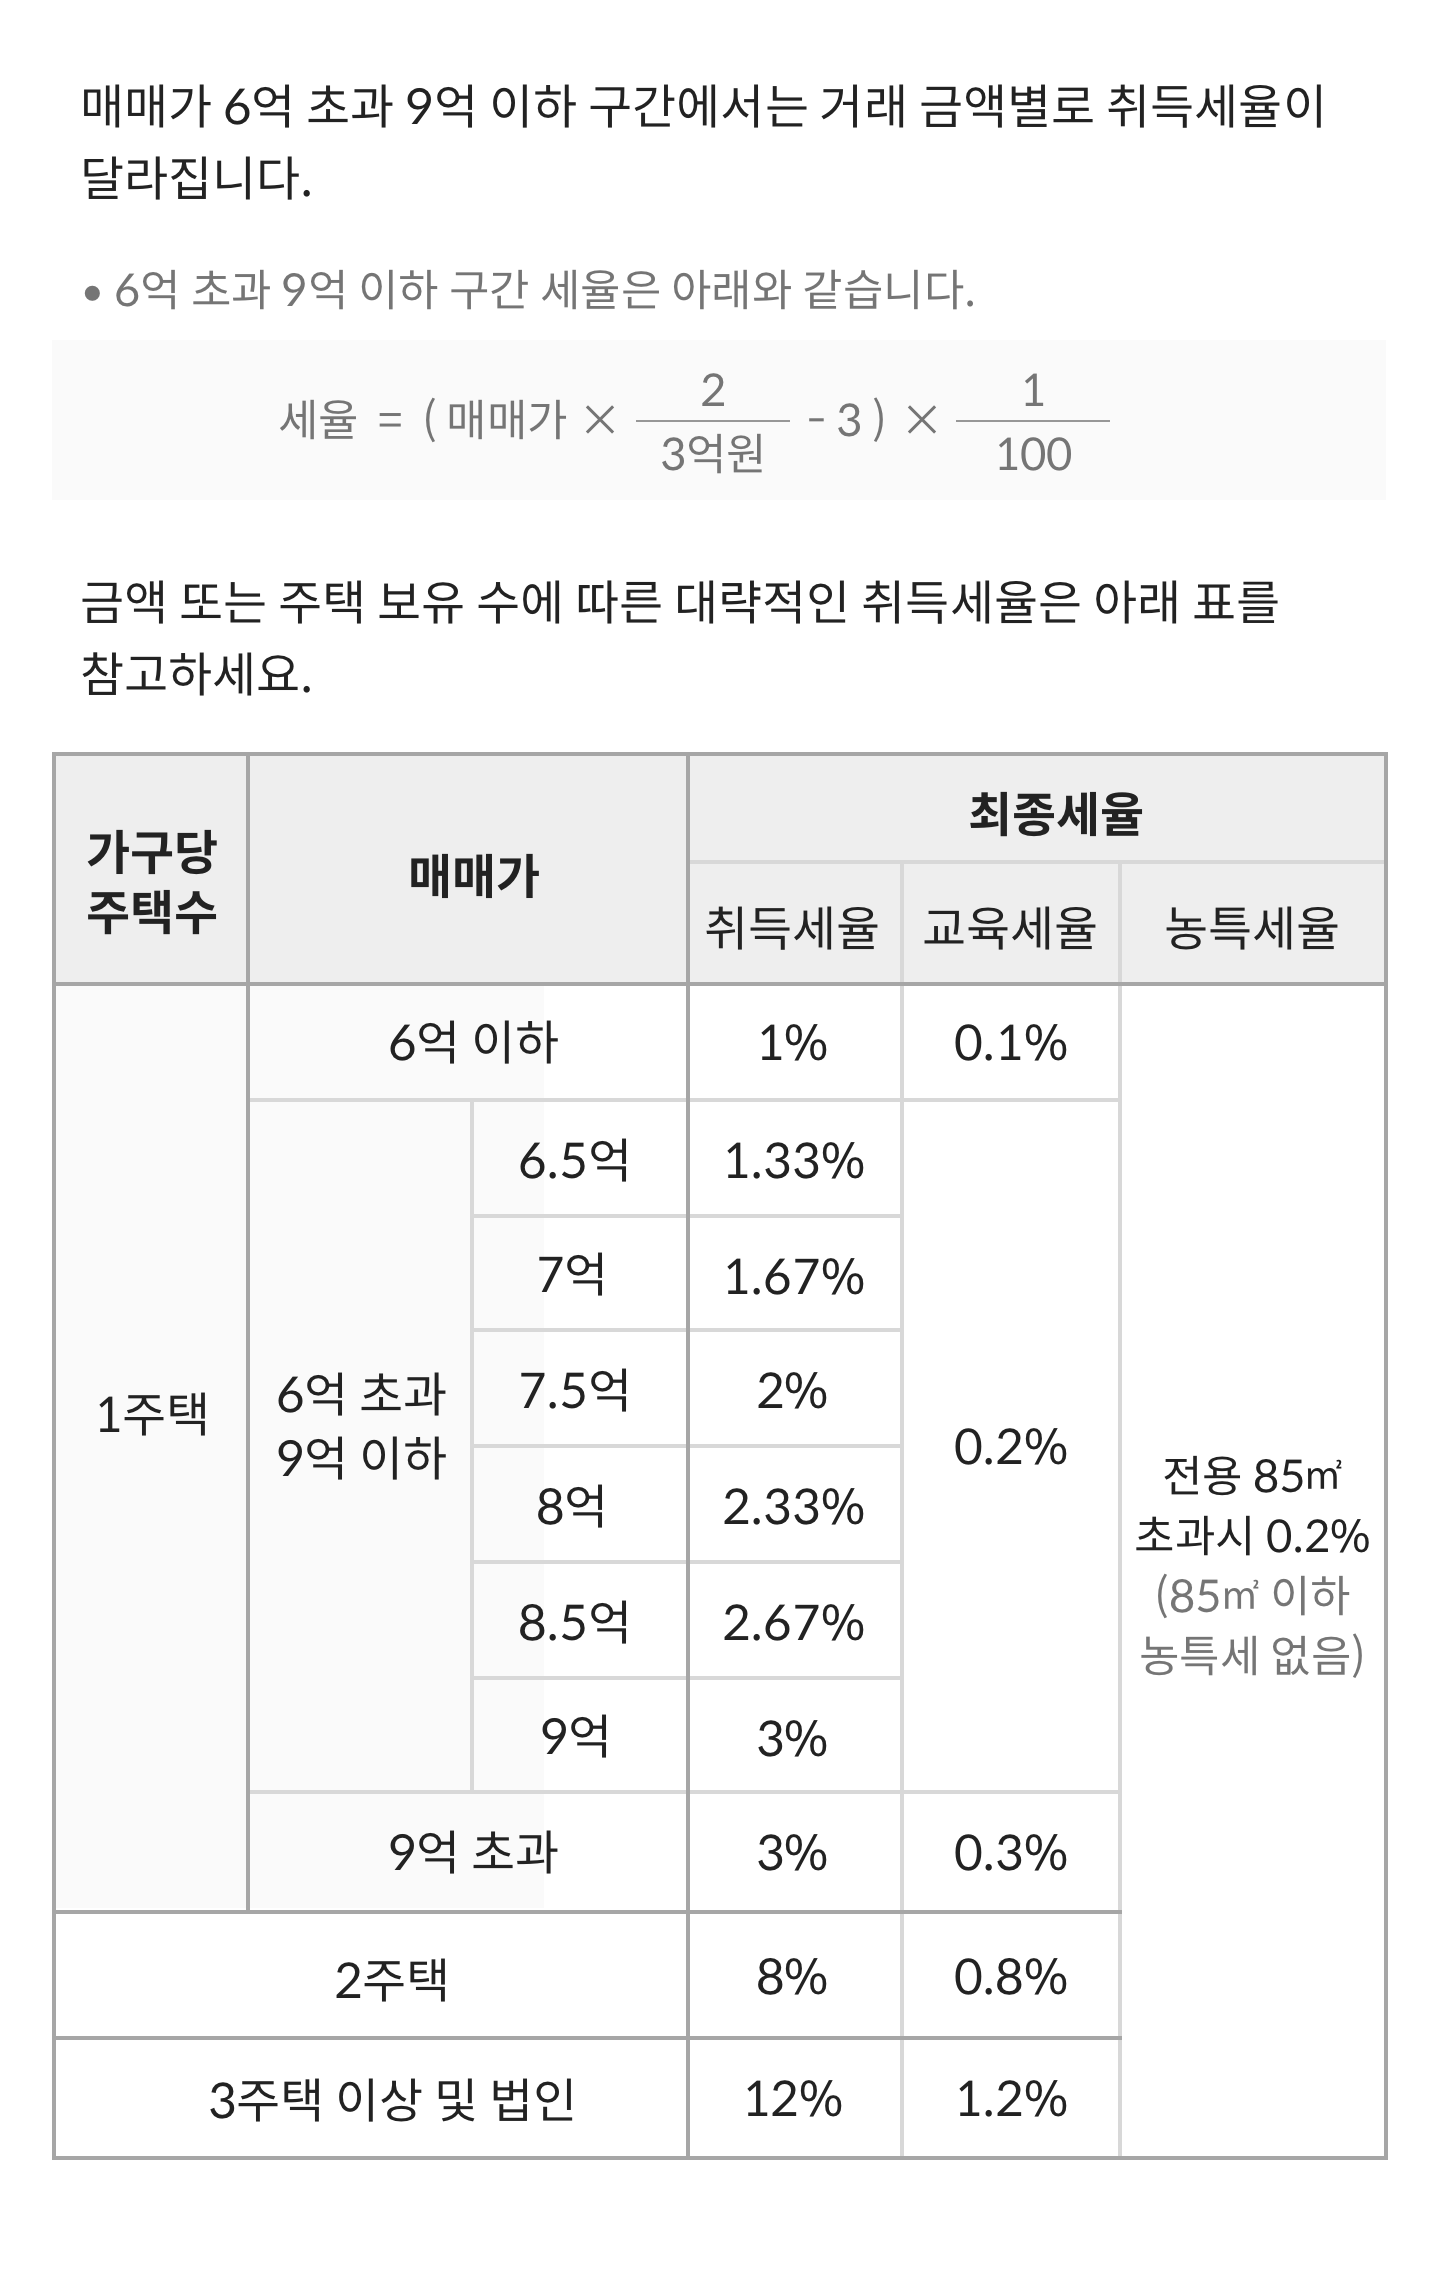 매매가 6억 초과 9억 이하 구간에서는 거래 금액별로 취득세율이
달라집니다.
• 6억 초과 9억 이하 구간 세율은 아래와 같습니다.
세율 = ( 매매가 × 2/3억원 - 3 ) × 1/100
금액 또는 주택 보유 수에 따른 대략적인 취득세율은 아래 표를
참고하세요.
가구당
주택수
매매가
최종세율
취득세율 교육세율 농특세율
1주택
6억 이하 1% 0.1%
6억 초과
9억 이하
6.5억 1.33%
7억 1.67%
7.5억 2%
8억 2.33%
8.5억 2.67%
9억 3%
0.2%
전용 85㎡
초과시 0.2%
(85㎡ 이하
농특세 없음)
9억 초과 3% 0.3%
2주택 8% 0.8%
3주택 이상 및 법인 12% 1.2%